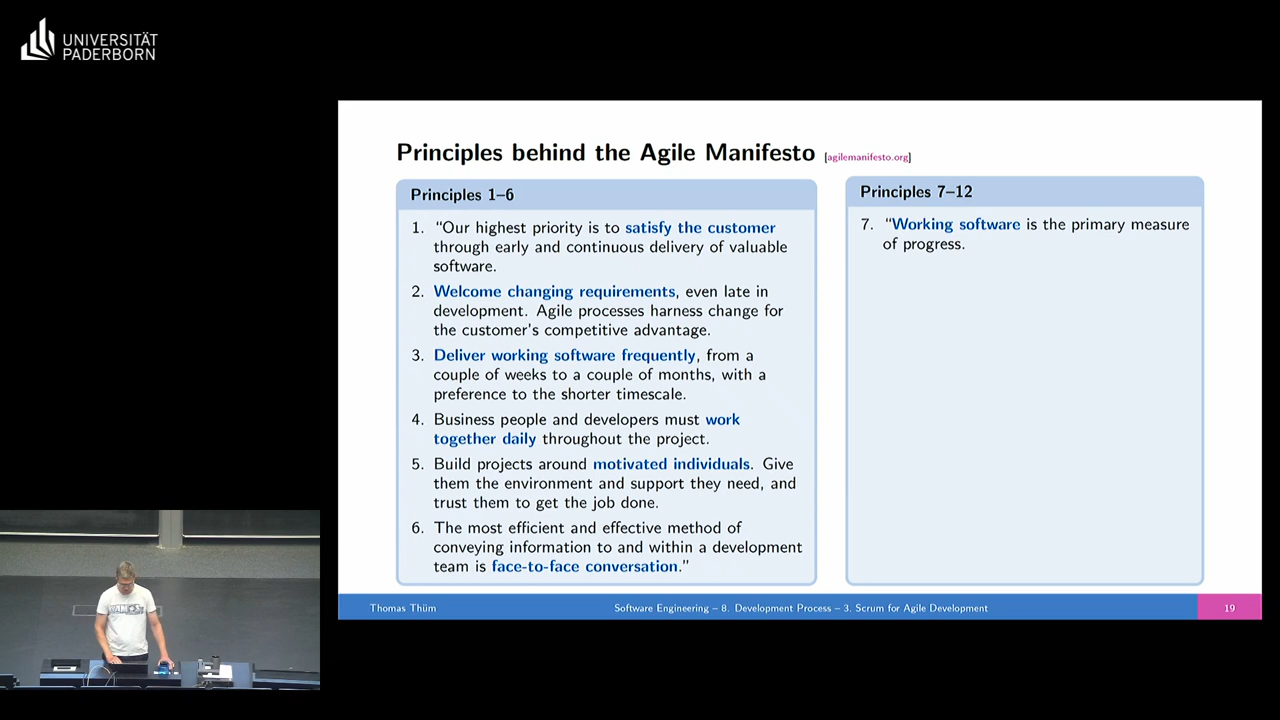 UNIVERSITÄT
PADERBORN
Principles behind the Agile Manifesto [agilemanifesto.org]
Principles 1–6
1. “Our highest priority is to satisfy the customer
through early and continuous delivery of valuable
software.
2. Welcome changing requirements, even late in
development. Agile processes harness change for
the customer’s competitive advantage.
3. Deliver working software frequently, from a
couple of weeks to a couple of months, with a
preference to the shorter timescale.
4. Business people and developers must work
together daily throughout the project.
5. Build projects around motivated individuals. Give
them the environment and support they need, and
trust them to get the job done.
6. The most efficient and effective method of
conveying information to and within a development
team is face-to-face conversation.”
Principles 7–12
7. “Working software is the primary measure
of progress.
Thomas Thüm
Software Engineering – 8. Development Process – 3. Scrum for Agile Development
19